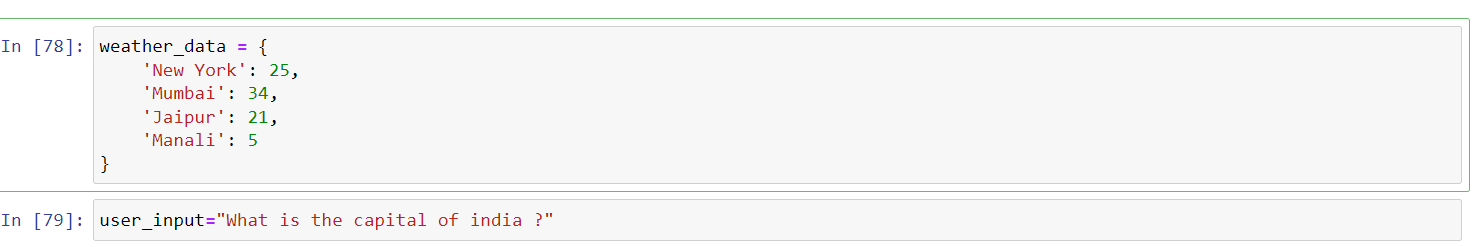 In [78]: weather_data = {
'New York': 25,
'Mumbai': 34,
'Jaipur': 21,
'Manali': 5
}
In [79]: user_input="What is the capital of india ?"